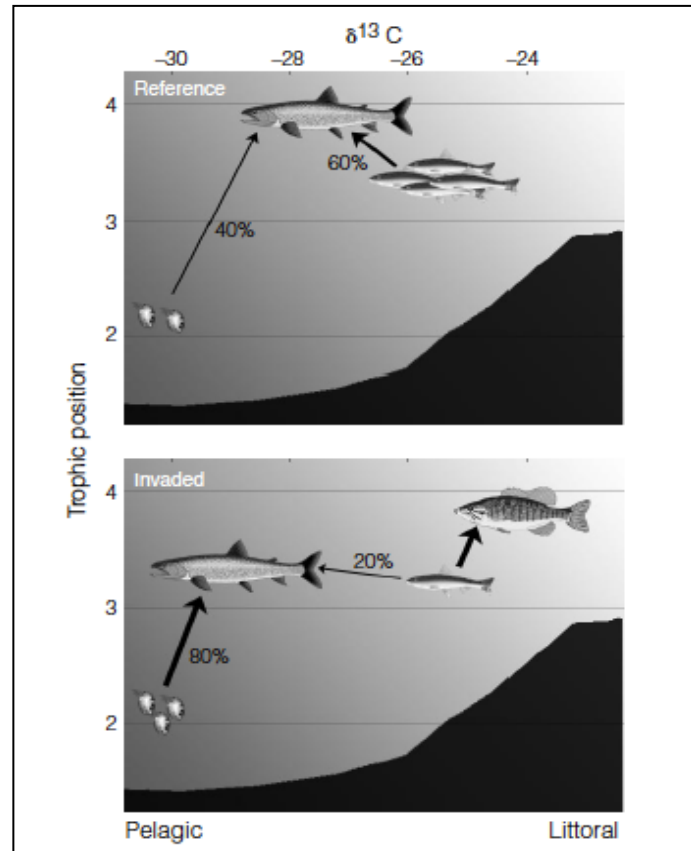 δ13 C
–30 –28 –26 –24
Reference
4
60%
3
40%
2
Trophic position
Invaded
4
20%
3
80%
2
Pelagic Littoral